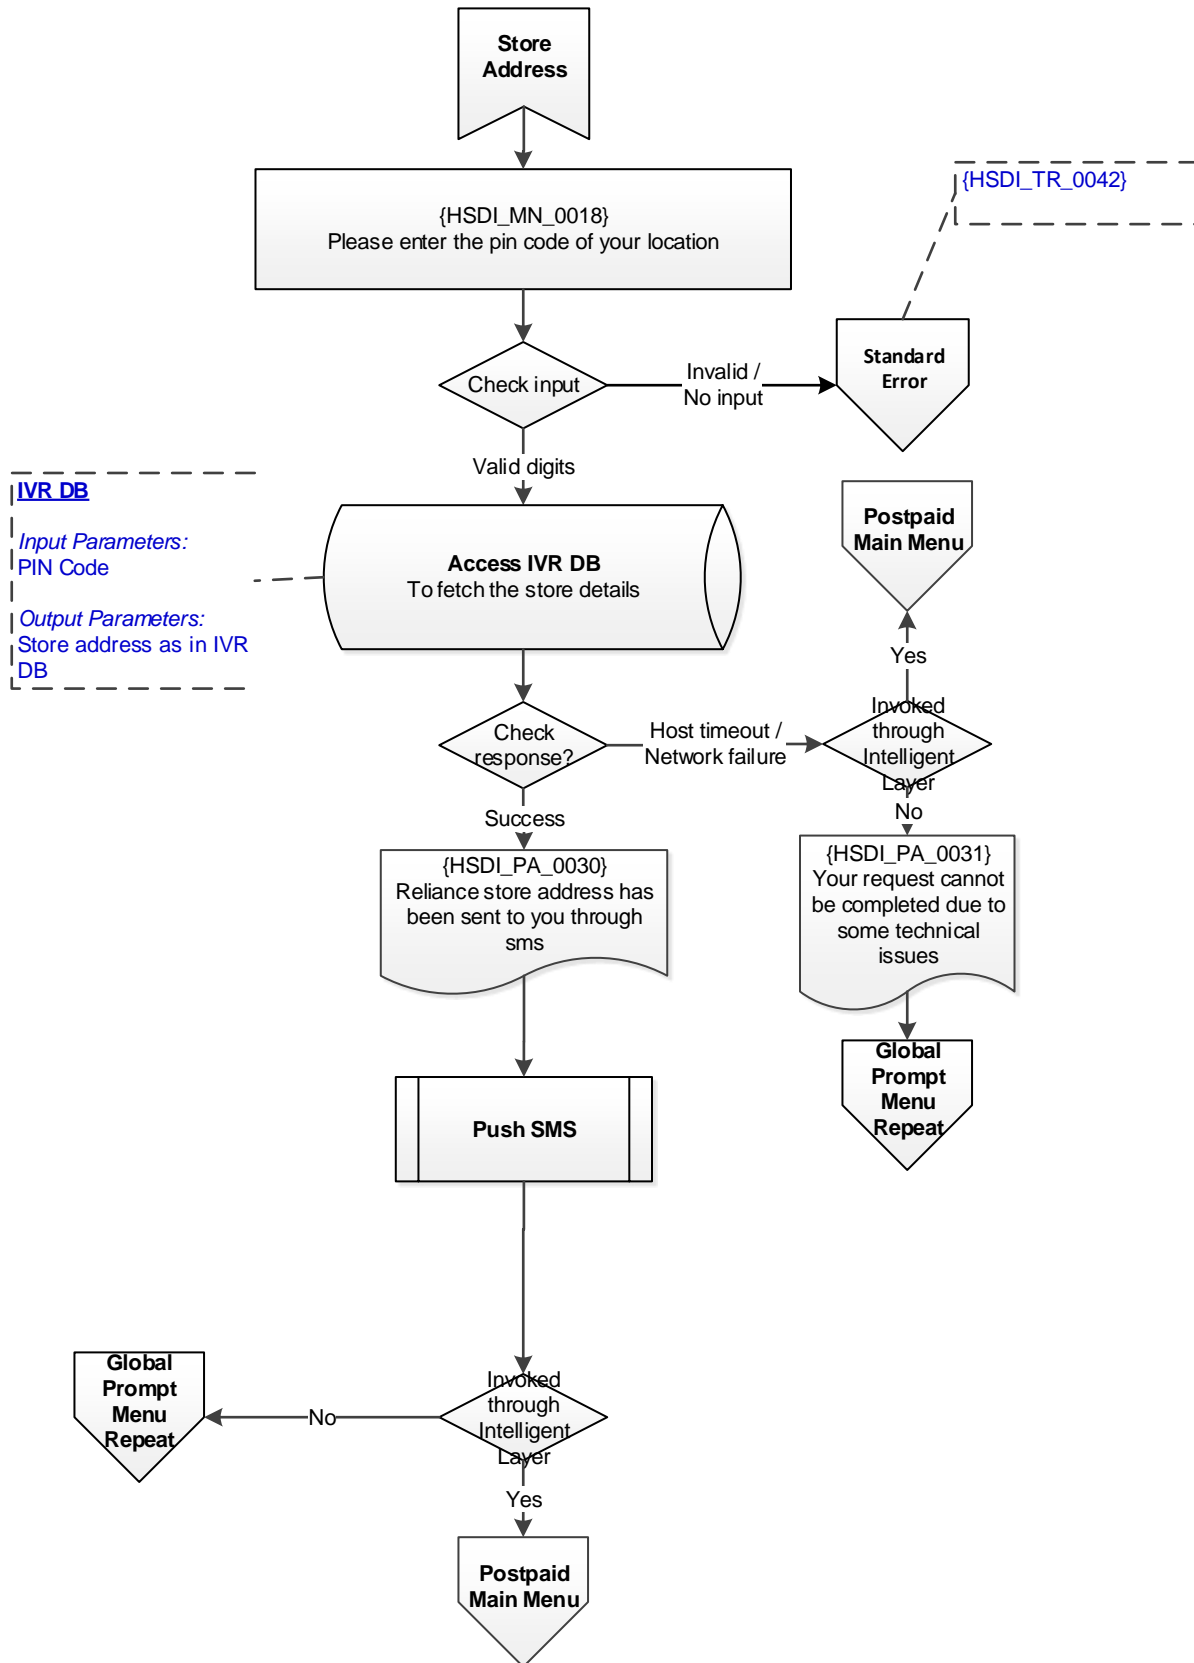 Store
Address
{HSDI_MN_0018}
Please enter the pin code of your location
{HSDI_TR_0042}
Check input
Invalid /
No input
Standard
Error
Valid digits
IVR DB
Input Parameters:
PIN Code
Output Parameters:
Store address as in IVR
DB
Access IVR DB
To fetch the store details
Postpaid
Main Menu
Yes
Check
response?
Host timeout /
Network failure
Invoked
through
Intelligent
Layer
No
Success
{HSDI_PA_0030}
Reliance store address has
been sent to you through
sms
{HSDI_PA_0031}
Your request cannot
be completed due to
some technical
issues
Global
Prompt
Menu
Repeat
Push SMS
Global
Prompt
Menu
Repeat
No
Invoked
through
Intelligent
Layer
Yes
Postpaid
Main Menu